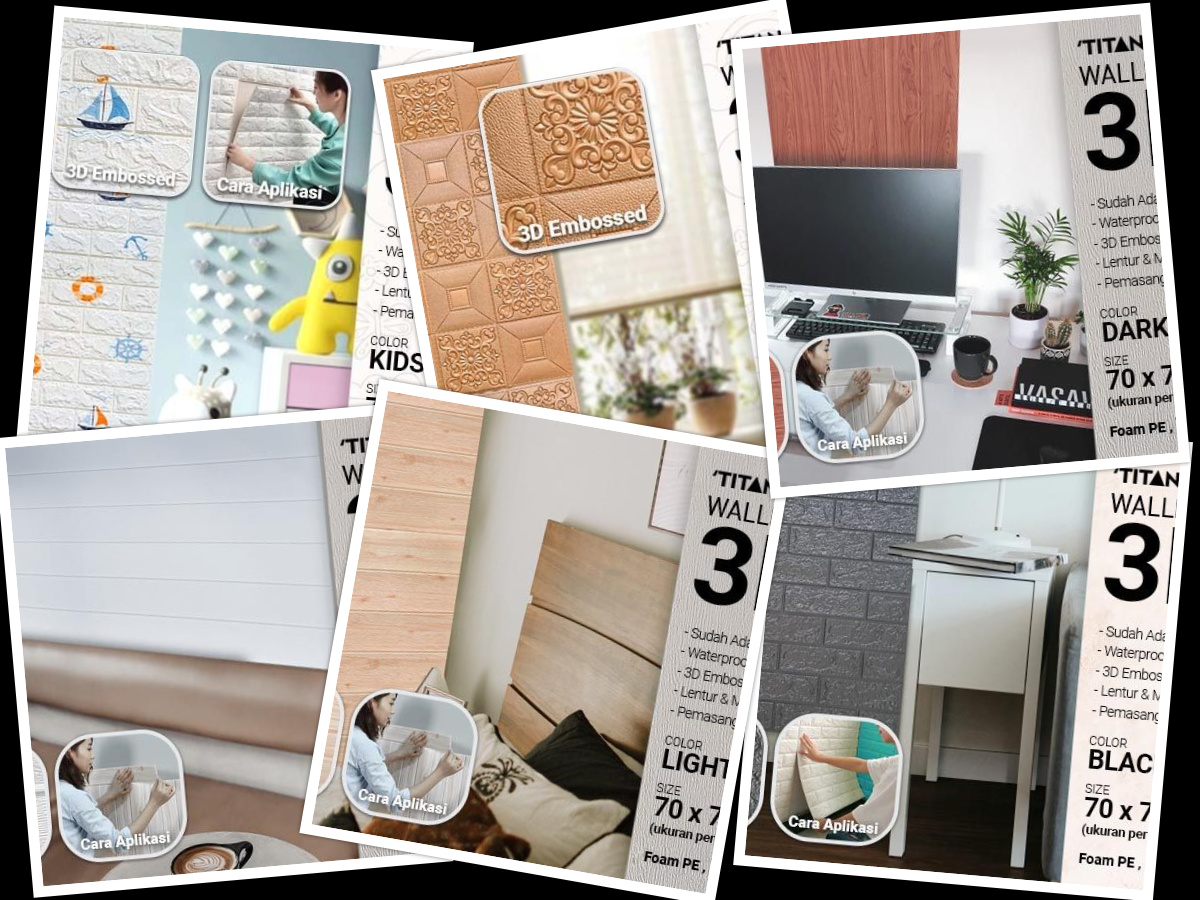 3D Embossed
Cara Aplikasi
- Su
- Wa
- 3D E
- Lentu
- Pema
COLOR
KIDS
3D Embossed
'TITAN
WALL
3
- Sudah Ada
- Waterproo
- 3D Embos
- Lentur & M
- Pemasang
COLOR
DARK
SIZE
70 x 7
(ukuran per
Foam PE ,
Cara Aplikasi
Cara Aplikasi
'TITAN
WALL
3
- Sudah Ada
- Waterproo
- 3D Embos
- Lentur & M
- Pemasang
COLOR
LIGHT
SIZE
70 x 7
(ukuran per
Foam PE ,
Cara Aplikasi
'TITAN
WALL
3
- Sudah Ada
- Waterproo
- 3D Embos
- Lentur & M
- Pemasang
COLOR
BLAC
SIZE
70 x 7
(ukuran per
Foam PE ,
Cara Aplikasi